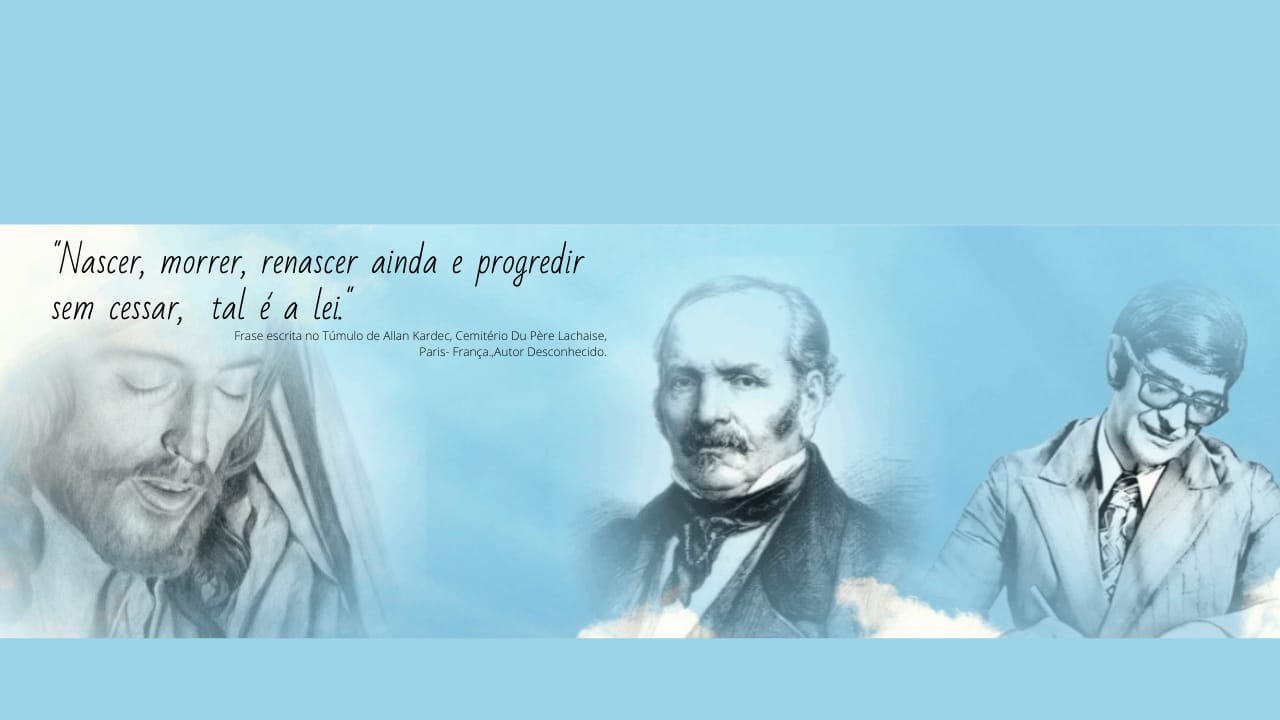 "Nascer, morrer, renascer ainda e progredir
sem cessar, tal é a lei."
Frase escrita no Túmulo de Allan Kardec, Cemitério Du Père Lachaise,
Paris- França.,Autor Desconhecido.